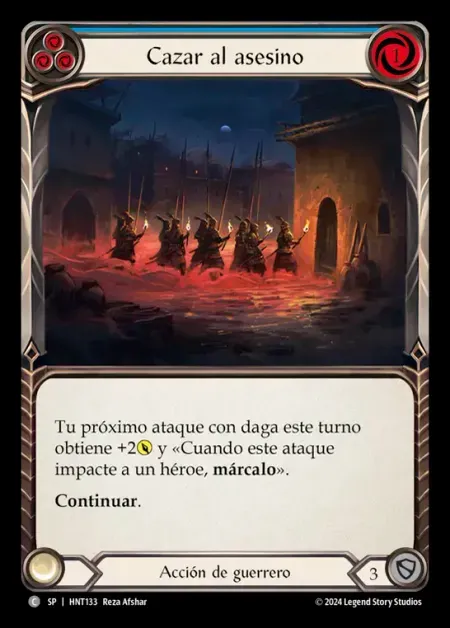 Cazar al asesino
1
Tu próximo ataque con daga este turno
obtiene +2 y «Cuando este ataque
impacte a un héroe, márcalo».
Continuar.
Acción de guerrero
3
C SP | HNT133 Reza Afshar
© 2024 Legend Story Studios